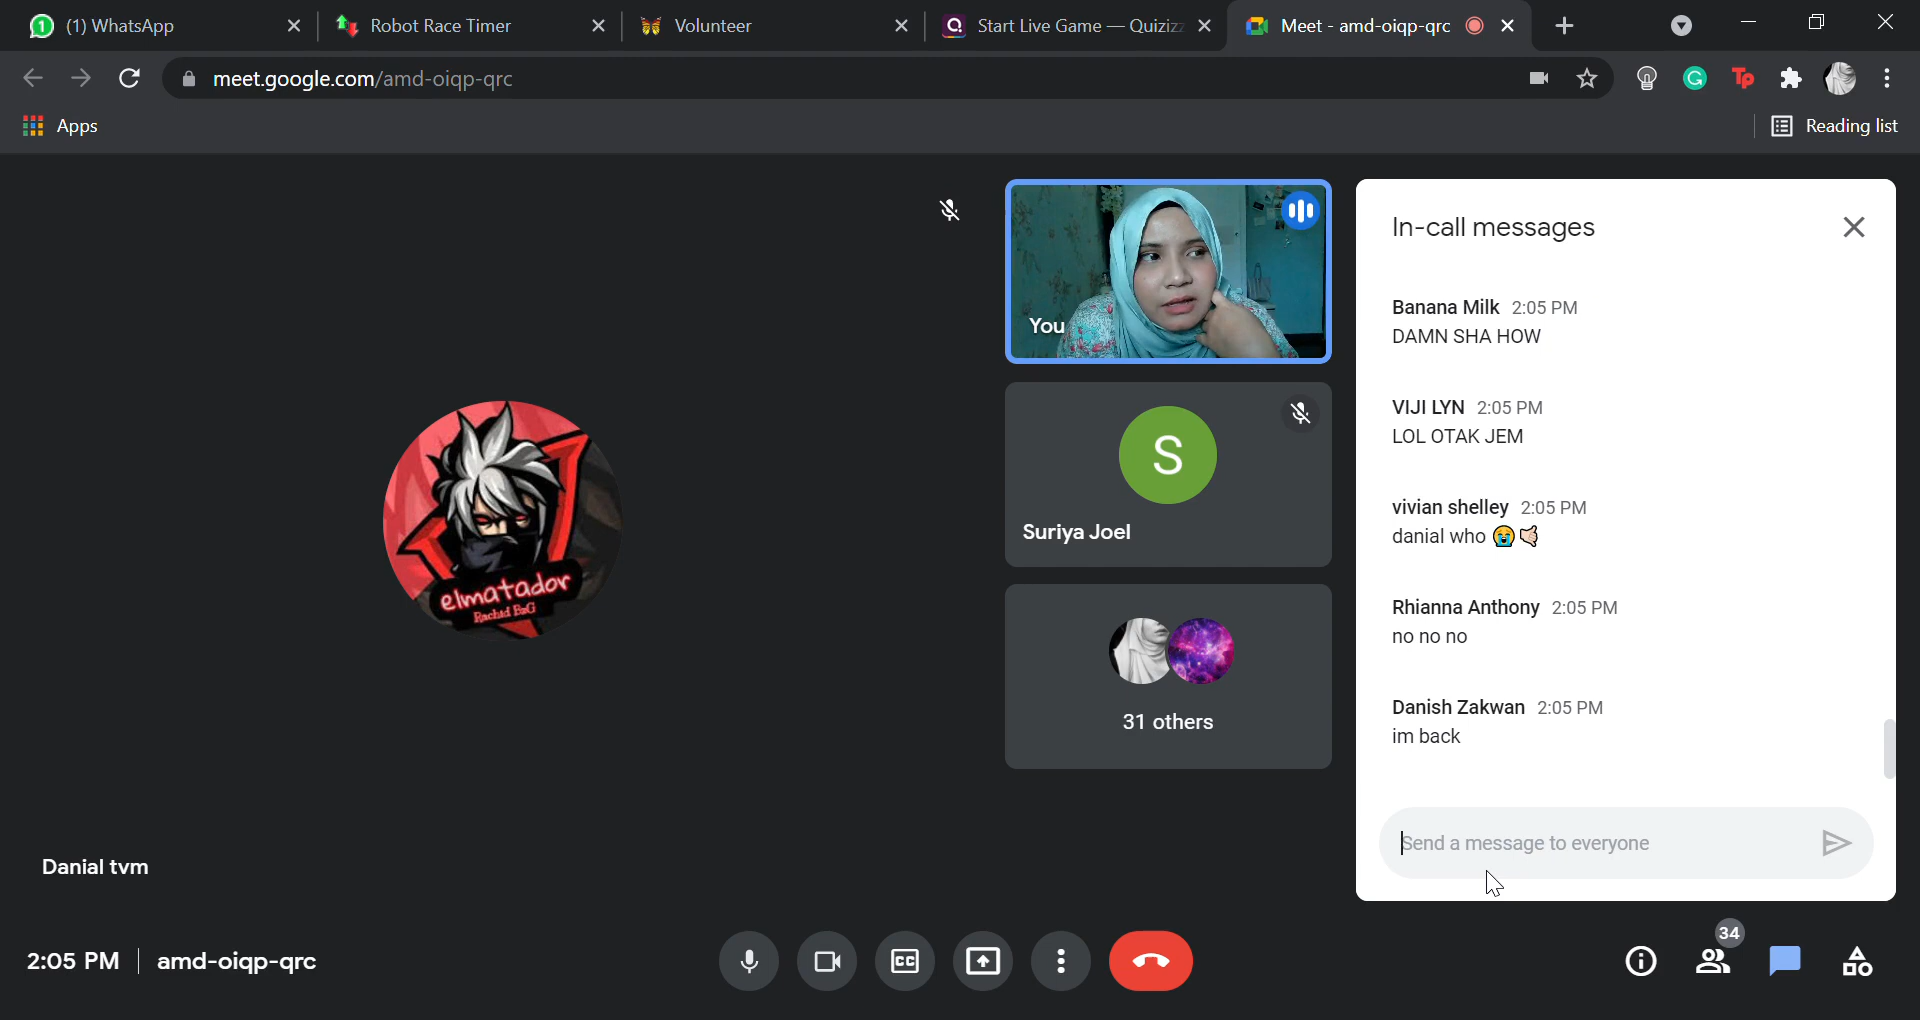 (1) WhatsApp
Robot Race Timer
Volunteer
Start Live Game — Quizizz
Meet - amd-oiqp-qrc
meet.google.com/amd-oiqp-qrc
Apps
Reading list
You
S
Suriya Joel
31 others
elmatador
Rachid BzG
Danial tvm
In-call messages
Banana Milk 2:05 PM
DAMN SHA HOW
VIJI LYN 2:05 PM
LOL OTAK JEM
vivian shelley 2:05 PM
danial who 😭🤙🏻
Rhianna Anthony 2:05 PM
no no no
Danish Zakwan 2:05 PM
im back
Send a message to everyone
2:05 PM | amd-oiqp-qrc
CC
34